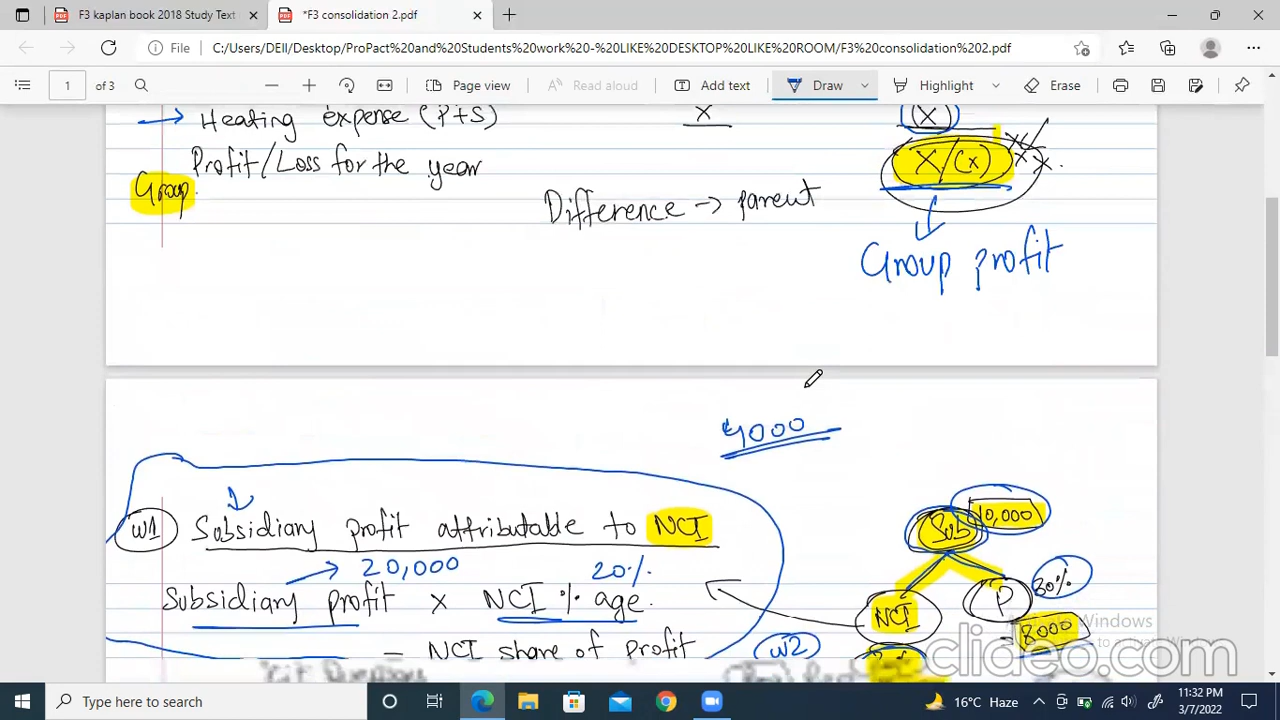 F3 kaplan book 2018 Study Text
*F3 consolidation 2.pdf
File
C:/Users/DEll/Desktop/ProPact%20and%20Students%20work%20-%20LIKE%20DESKTOP%20LIKE%20ROOM/F3%20consolidation%202.pdf
1 of 3
Page view
Read aloud
Add text
Draw
Highlight
Erase
→ Heating expense (P+S) X (X)
Profit/Loss for the year X/(x)
Group
Difference → parent
Group profit
4000
W1 Subsidiary profit attributable to NCI
Sub 10,000
20,000 20%
Subsidiary profit x NCI % age.
NCI P 80%
8000
= NCI share of profit
W2
Windows
clideo.com
Type here to search
16°C Haze
11:32 PM
3/7/2022